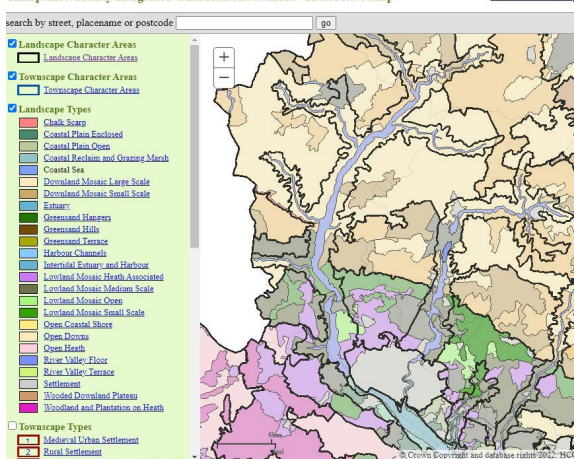 search by street, placename or postcode
go
Landscape Character Areas
Landscape Character Areas
Townscape Character Areas
Townscape Character Areas
Landscape Types
Chalk Scarp
Coastal Plain Enclosed
Coastal Plain Open
Coastal Reclaim and Grazing Marsh
Coastal Sea
Downland Mosaic Large Scale
Downland Mosaic Small Scale
Estuary
Greensand Hangers
Greensand Hills
Greensand Terrace
Harbour Channels
Intertidal Estuary and Harbour
Lowland Mosaic Heath Associated
Lowland Mosaic Medium Scale
Lowland Mosaic Open
Lowland Mosaic Small Scale
Open Coastal Shore
Open Downs
Open Heath
River Valley Floor
River Valley Terrace
Settlement
Wooded Downland Plateau
Woodland and Plantation on Heath
Townscape Types
1 Medieval Urban Settlement
2 Rural Settlement
+
−
© Crown Copyright and database rights 2022. HCC